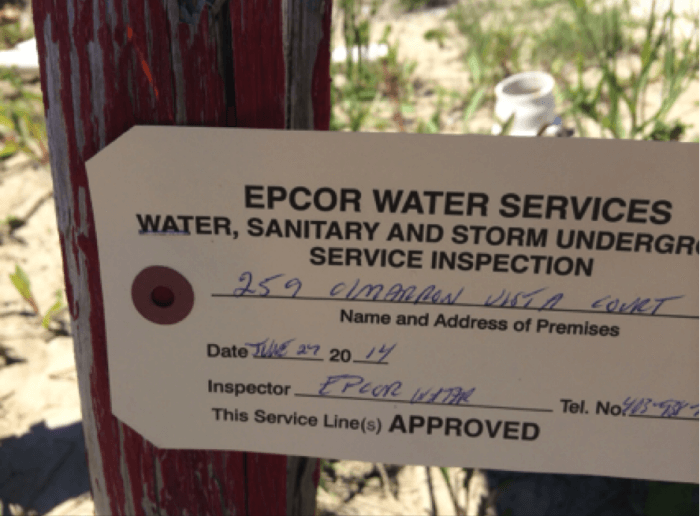 EPCOR WATER SERVICES
WATER, SANITARY AND STORM UNDERGR
SERVICE INSPECTION
259 CIMARRON VISTA COURT
Name and Address of Premises
Date JUNE 27 20 14
Inspector EPCOR WATER Tel. No. 403-
This Service Line(s) APPROVED